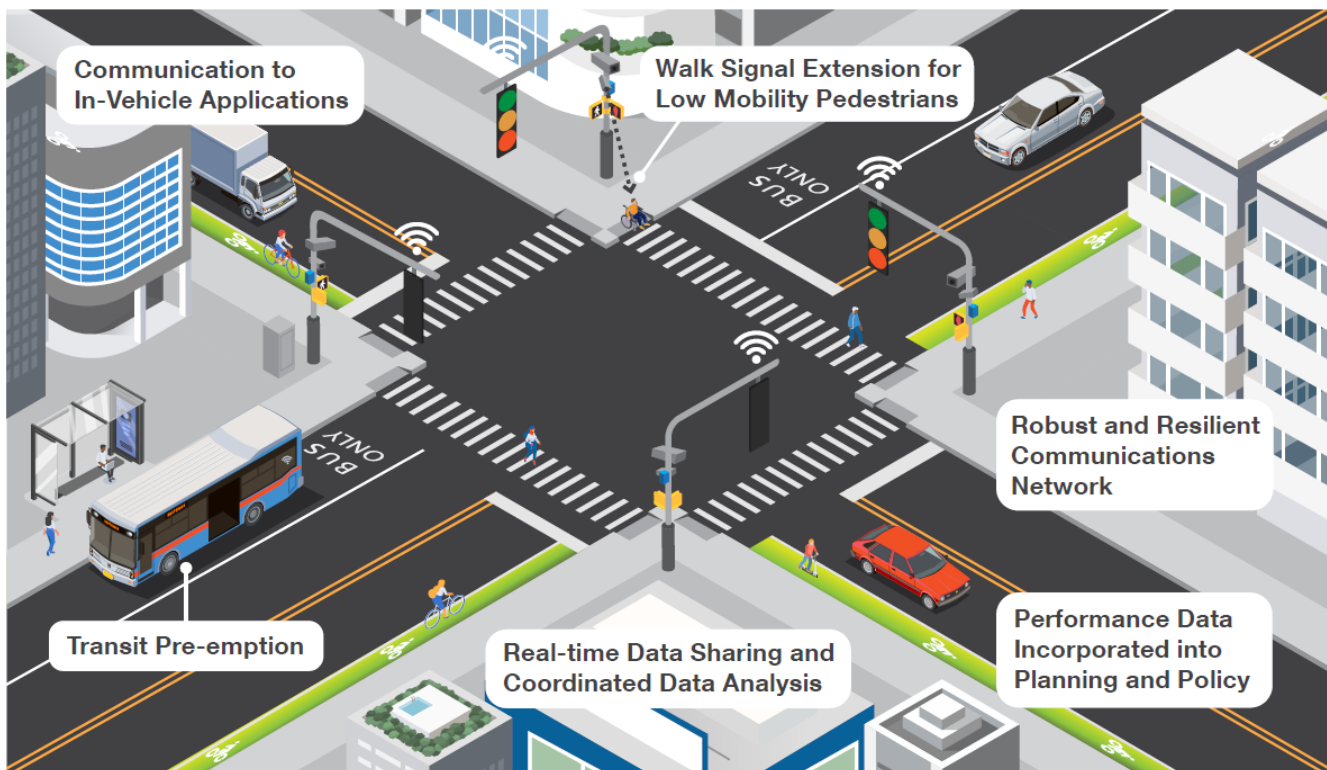 Communication to
In-Vehicle Applications
Walk Signal Extension for
Low Mobility Pedestrians
BUS
ONLY
BUS
ONLY
Robust and Resilient
Communications
Network
Transit Pre-emption
Real-time Data Sharing and
Coordinated Data Analysis
Performance Data
Incorporated into
Planning and Policy